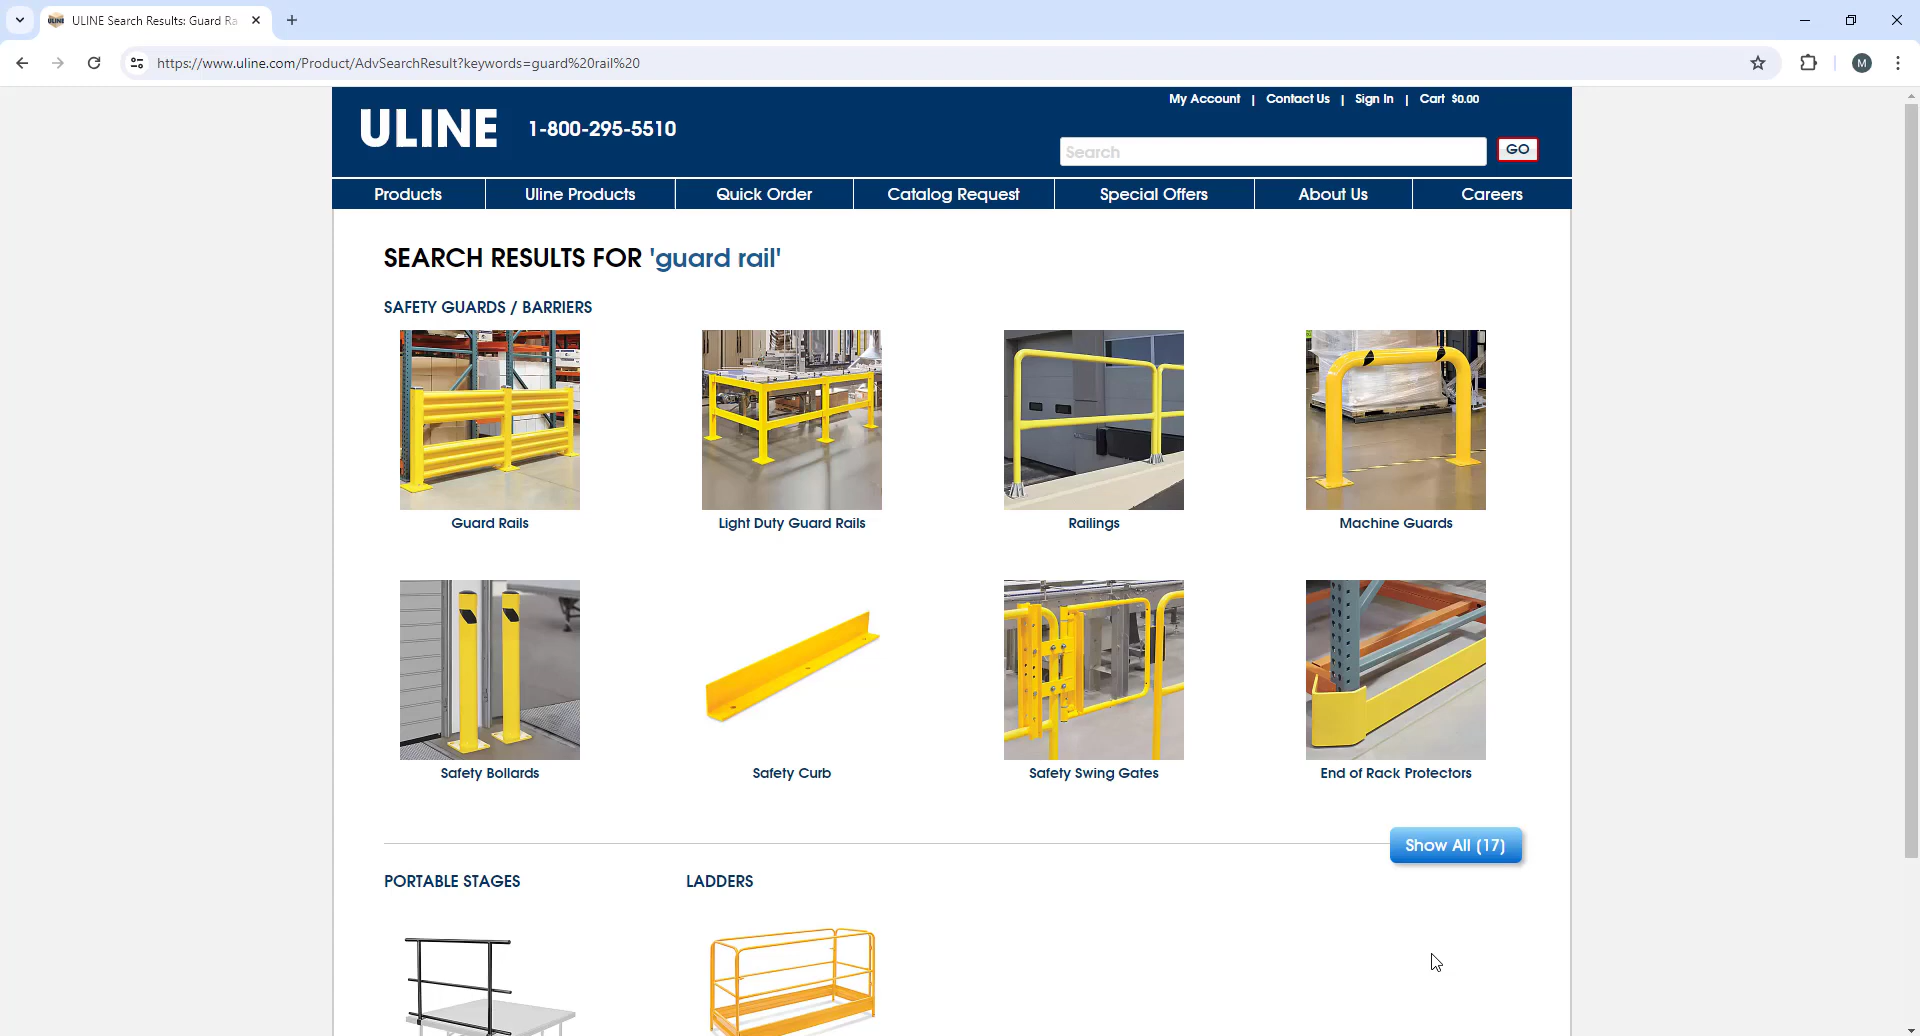 ULINE Search Results: Guard Ra
https://www.uline.com/Product/AdvSearchResult?keywords=guard%20rail%20
M
My Account | Contact Us | Sign In | Cart $0.00
ULINE 1-800-295-5510
Search GO
Products Uline Products Quick Order Catalog Request Special Offers About Us Careers
SEARCH RESULTS FOR 'guard rail'
SAFETY GUARDS / BARRIERS
Guard Rails Light Duty Guard Rails Railings Machine Guards
Safety Bollards Safety Curb Safety Swing Gates End of Rack Protectors
Show All (17)
PORTABLE STAGES LADDERS